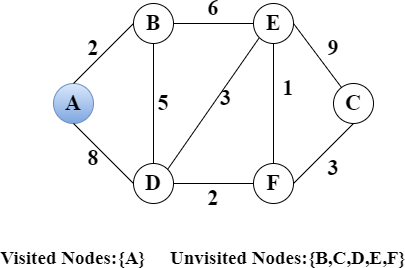 6
B
E
2
9
A
5
3
1
C
8
3
D
2
F
Visited Nodes:{A} Unvisited Nodes:{B,C,D,E,F}